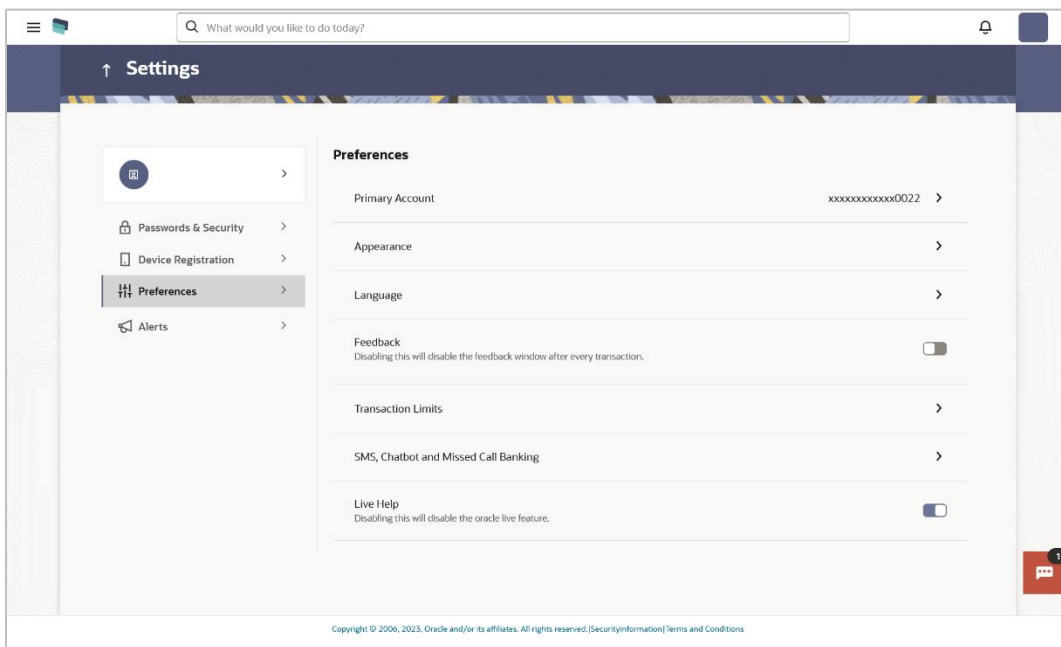 What would you like to do today?
↑ Settings
Preferences
Primary Account xxxxxxxxxxxx0022
Passwords & Security
Appearance
Device Registration
Preferences
Language
Alerts
Feedback
Disabling this will disable the feedback window after every transaction.
Transaction Limits
SMS, Chatbot and Missed Call Banking
Live Help
Disabling this will disable the oracle live feature.
1
Copyright © 2006, 2023, Oracle and/or its affiliates. All rights reserved.|SecurityInformation|Terms and Conditions